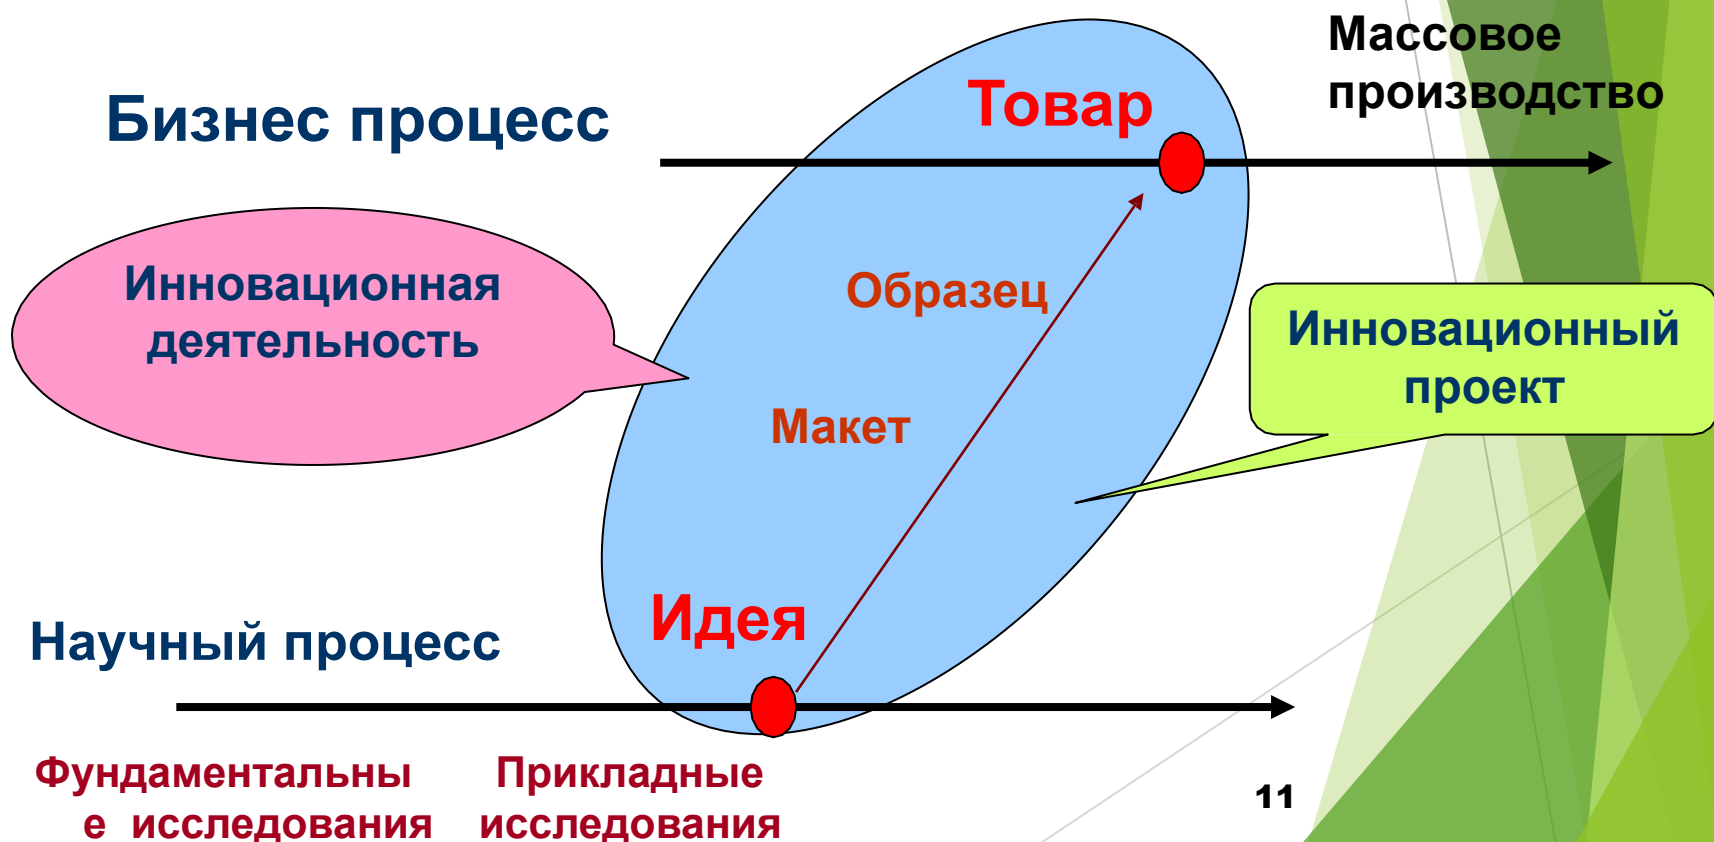 Массовое
производство
Товар
Бизнес процесс
Инновационная
деятельность
Образец
Инновационный
проект
Макет
Идея
Научный процесс
Фундаментальны
е исследования
Прикладные
исследования
11